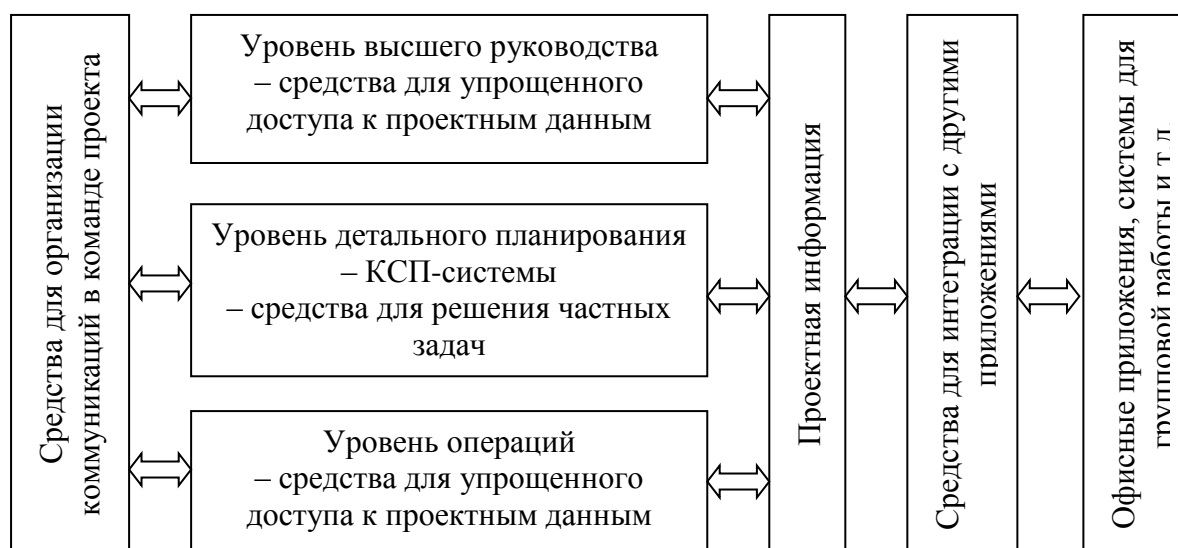 Средства для организации
коммуникаций в команде проекта
Уровень высшего руководства
– средства для упрощенного
доступа к проектным данным
Уровень детального планирования
– КСП-системы
– средства для решения частных
задач
Уровень операций
– средства для упрощенного
доступа к проектным данным
Проектная информация
Средства для интеграции с другими
приложениями
Офисные приложения, системы для
групповой работы и т.д.